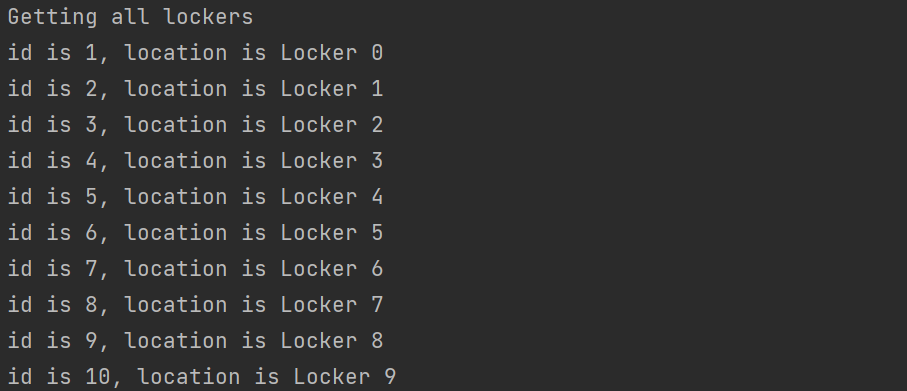 Getting all lockers
id is 1, location is Locker 0
id is 2, location is Locker 1
id is 3, location is Locker 2
id is 4, location is Locker 3
id is 5, location is Locker 4
id is 6, location is Locker 5
id is 7, location is Locker 6
id is 8, location is Locker 7
id is 9, location is Locker 8
id is 10, location is Locker 9